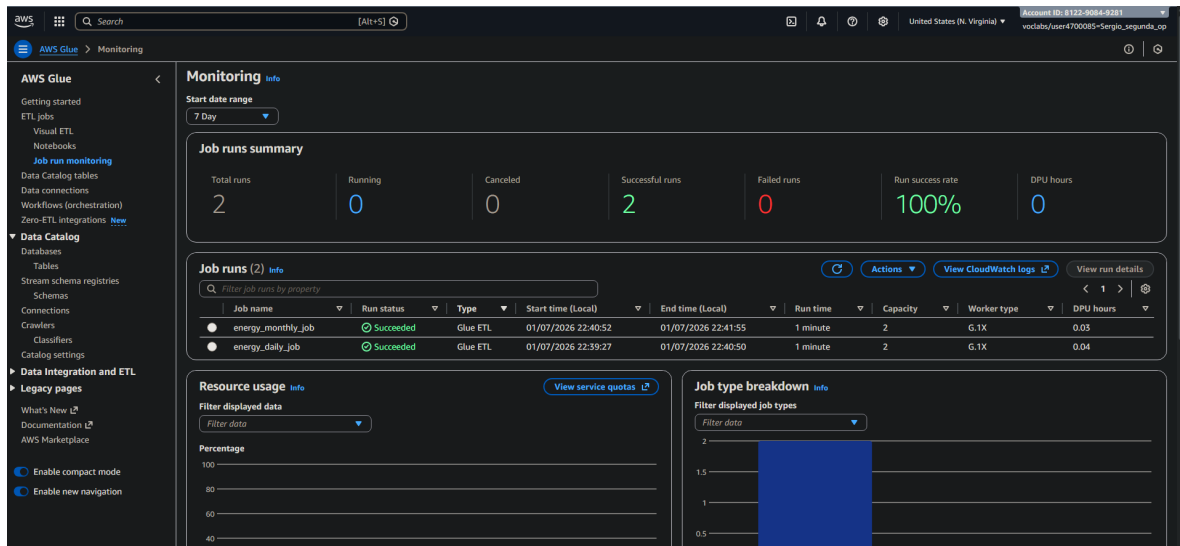 aws
Search [Alt+S]
United States (N. Virginia)
Account ID: 8122-9084-9281
voclabs/user4700085=Sergio_segunda_op
AWS Glue > Monitoring
AWS Glue
Getting started
ETL jobs
Visual ETL
Notebooks
Job run monitoring
Data Catalog tables
Data connections
Workflows (orchestration)
Zero-ETL integrations New
Data Catalog
Databases
Tables
Stream schema registries
Schemas
Connections
Crawlers
Classifiers
Catalog settings
Data Integration and ETL
Legacy pages
What's New
Documentation
AWS Marketplace
Enable compact mode
Enable new navigation
Monitoring Info
Start date range
7 Day
Job runs summary
Total runs Running Canceled Successful runs Failed runs Run success rate DPU hours
2 0 0 2 0 100% 0
Job runs (2) Info
Actions View CloudWatch logs View run details
Filter job runs by property
< 1 >
Job name Run status Type Start time (Local) End time (Local) Run time Capacity Worker type DPU hours
energy_monthly_job Succeeded Glue ETL 01/07/2026 22:40:52 01/07/2026 22:41:55 1 minute 2 G.1X 0.03
energy_daily_job Succeeded Glue ETL 01/07/2026 22:39:27 01/07/2026 22:40:50 1 minute 2 G.1X 0.04
Resource usage Info
View service quotas
Filter displayed data
Filter data
Percentage
100
80
60
40
Job type breakdown Info
Filter displayed job types
Filter data
2
1.5
1
0.5